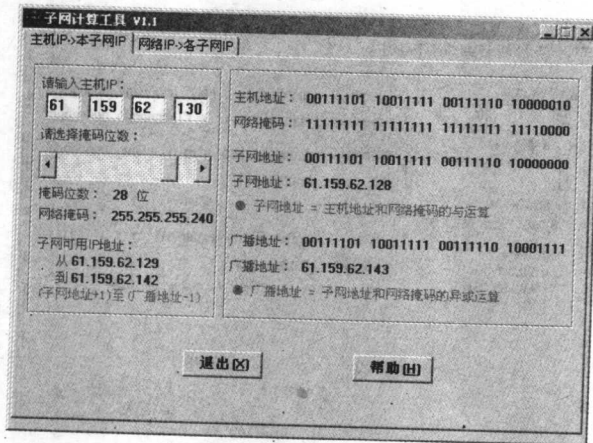 子网计算工具 V1.1
主机IP->本子网IP 网络IP->各子网IP
请输入主机IP:
61 159 62 130
请选择掩码位数:
掩码位数: 28 位
网络掩码: 255.255.255.240
子网可用IP地址:
从 61.159.62.129
到 61.159.62.142
(子网地址+1)至(广播地址-1)
主机地址: 00111101 10011111 00111110 10000010
网络掩码: 11111111 11111111 11111111 11110000
子网地址: 00111101 10011111 00111110 10000000
子网地址: 61.159.62.128
● 子网地址 = 主机地址和网络掩码的与运算
广播地址: 00111101 10011111 00111110 10001111
广播地址: 61.159.62.143
● 广播地址 = 子网地址和网络掩码的异或运算
退出(X)
帮助(H)